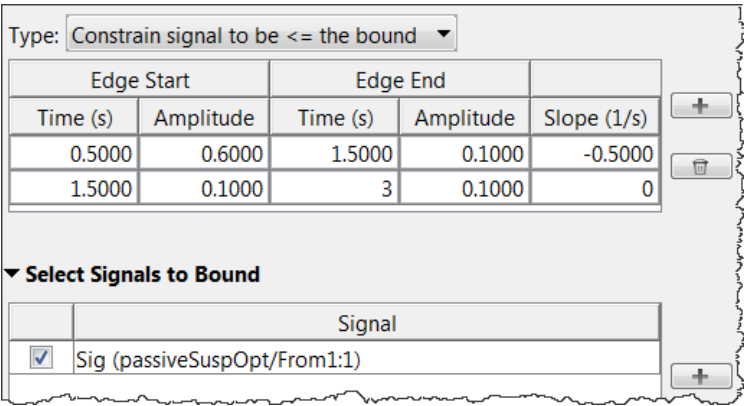 Type: Constrain signal to be <= the bound
Edge Start Edge End
Time (s) Amplitude Time (s) Amplitude Slope (1/s)
0.5000 0.6000 1.5000 0.1000 -0.5000
1.5000 0.1000 3 0.1000 0
Select Signals to Bound
Signal
Sig (passiveSuspOpt/From1:1)